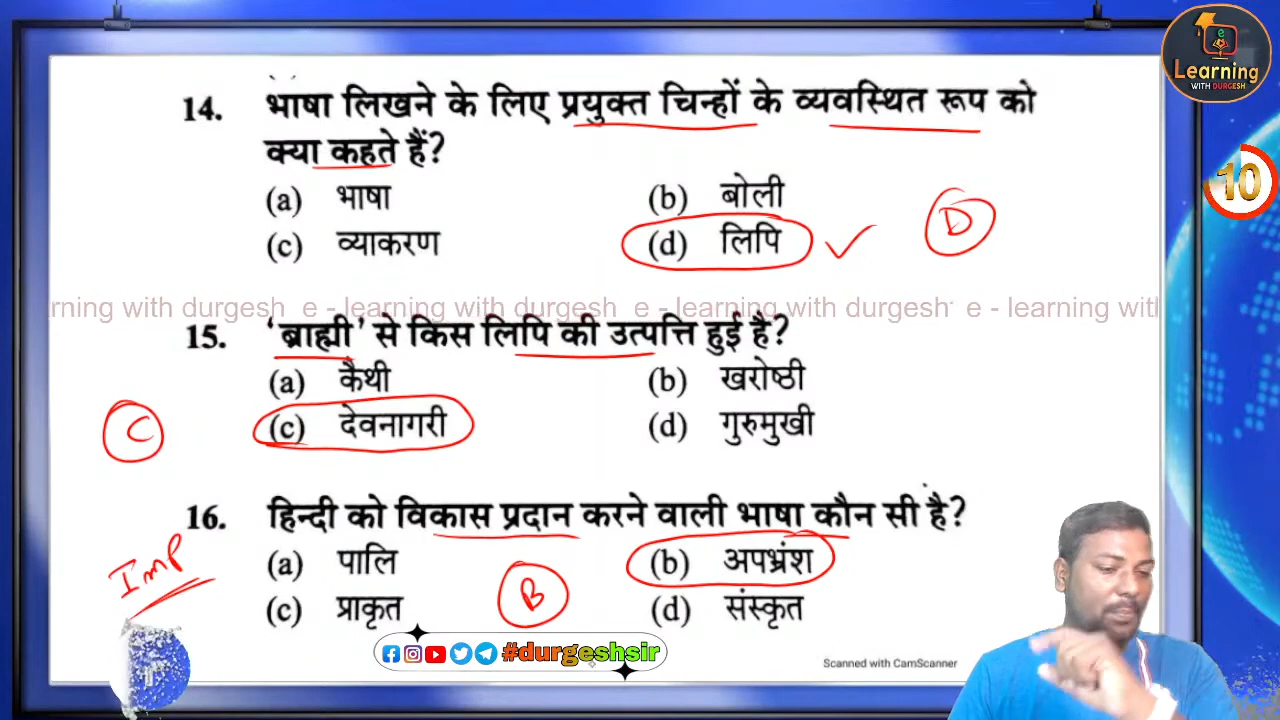 e
Learning
WITH DURGESH
10
14. भाषा लिखने के लिए प्रयुक्त चिन्हों के व्यवस्थित रूप को
क्या कहते हैं?
(a) भाषा (b) बोली
(c) व्याकरण (d) लिपि
D
rning with durgesh e - learning with durgesh e - learning with durgesh e - learning with
15. ‘ब्राह्मी’ से किस लिपि की उत्पत्ति हुई है?
(a) कैथी (b) खरोष्ठी
(c) देवनागरी (d) गुरुमुखी
C
16. हिन्दी को विकास प्रदान करने वाली भाषा कौन सी है?
(a) पालि (b) अपभ्रंश
(c) प्राकृत (d) संस्कृत
Imp
B
#durgeshsir
Scanned with CamScanner